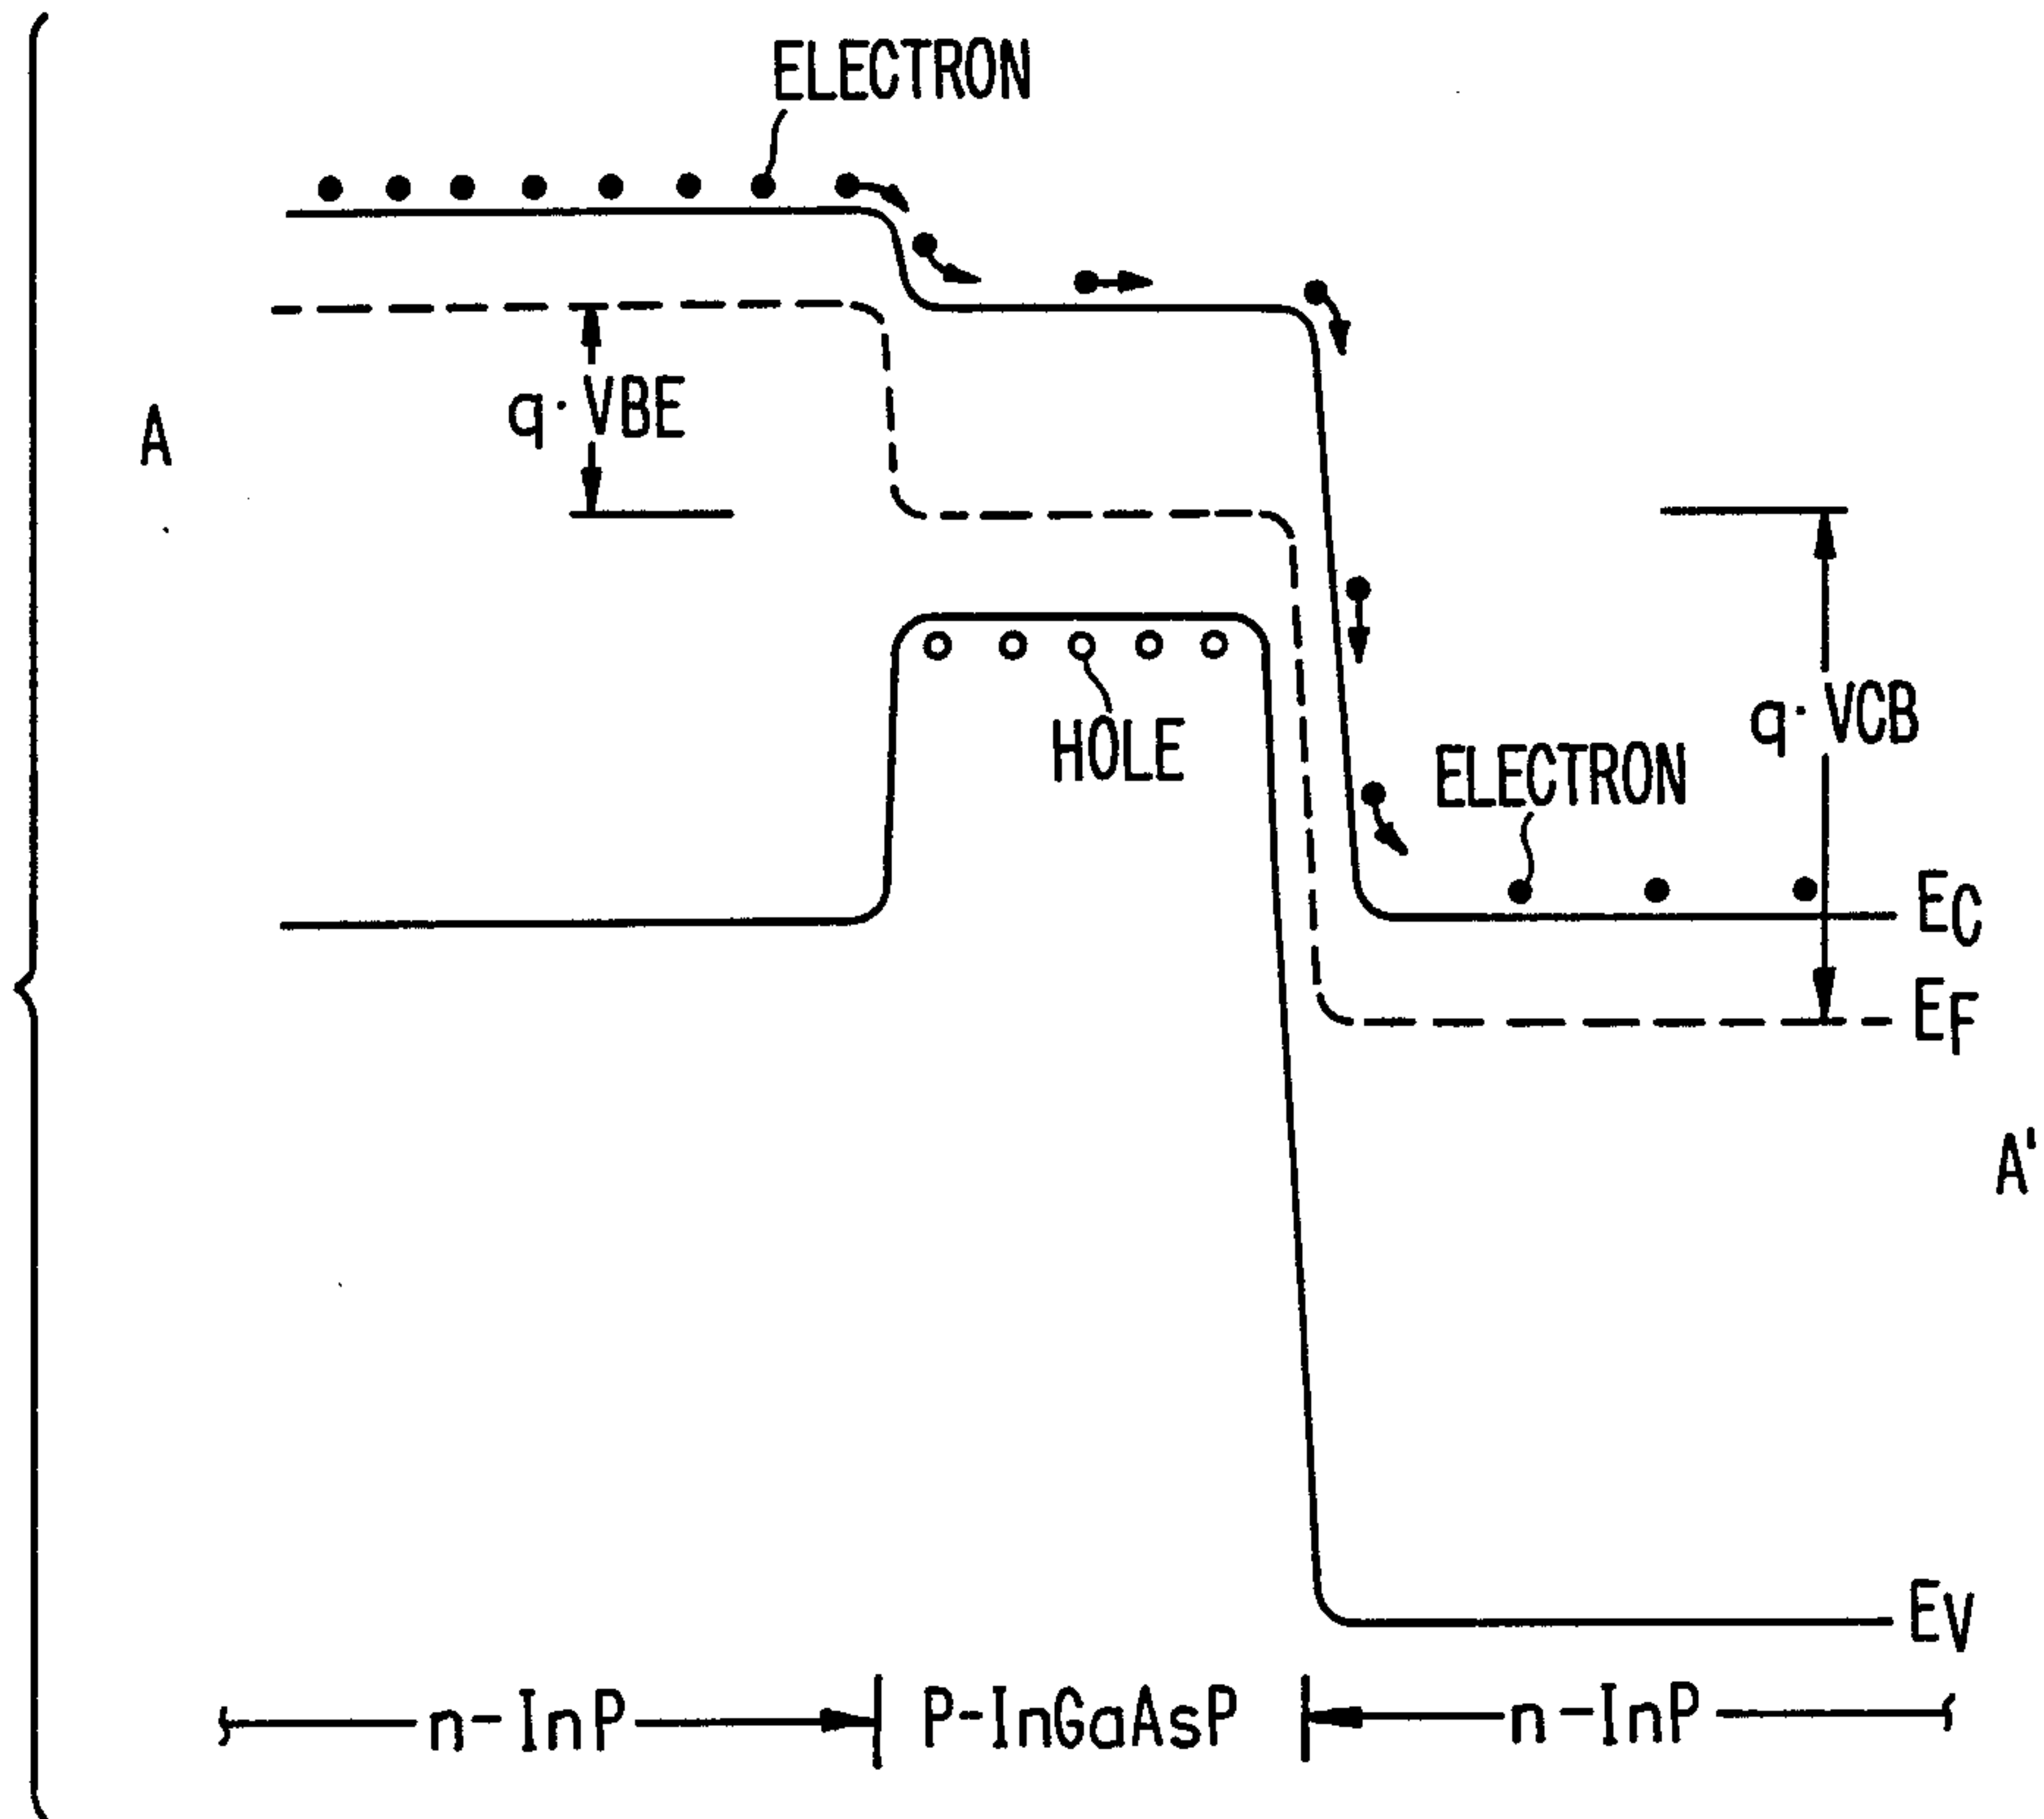 ELECTRON
A
q·VBE
HOLE
q·VCB
ELECTRON
EC
EF
A'
EV
n-InP
P-InGaAsP
n-InP